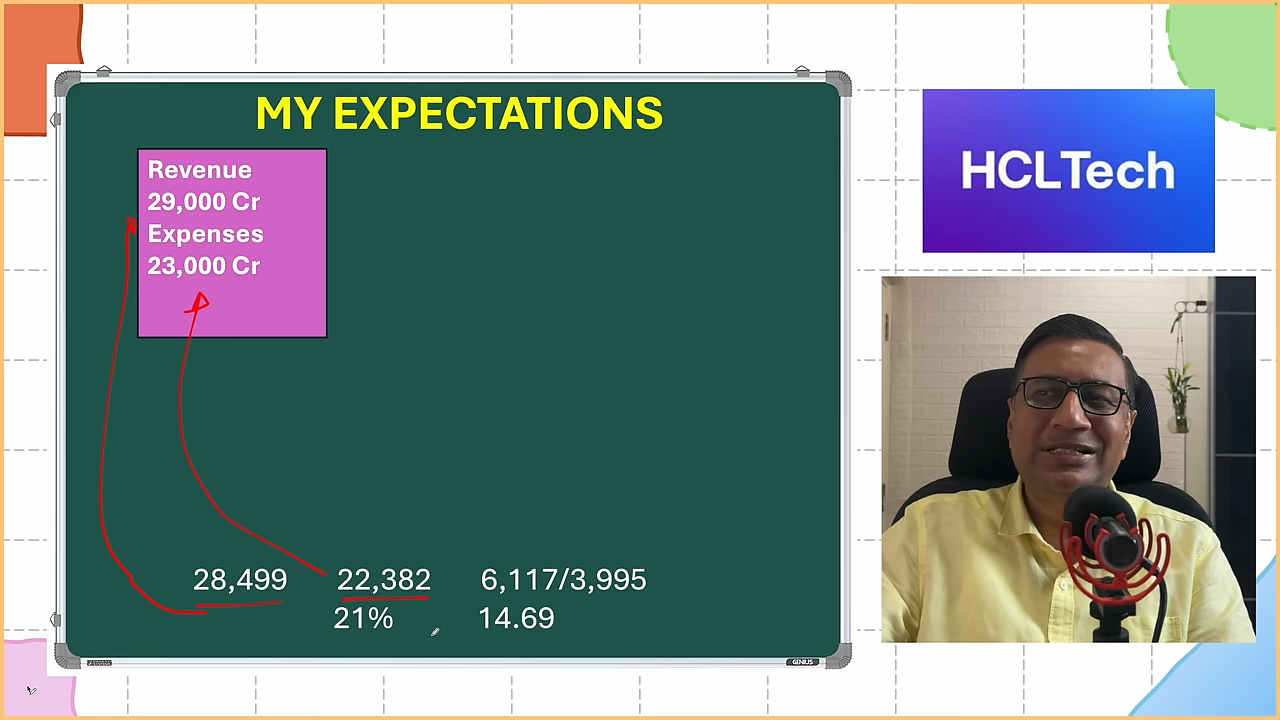 MY EXPECTATIONS
Revenue
29,000 Cr
Expenses
23,000 Cr
28,499 22,382 6,117/3,995
21% 14.69
GENIUS
HCLTech